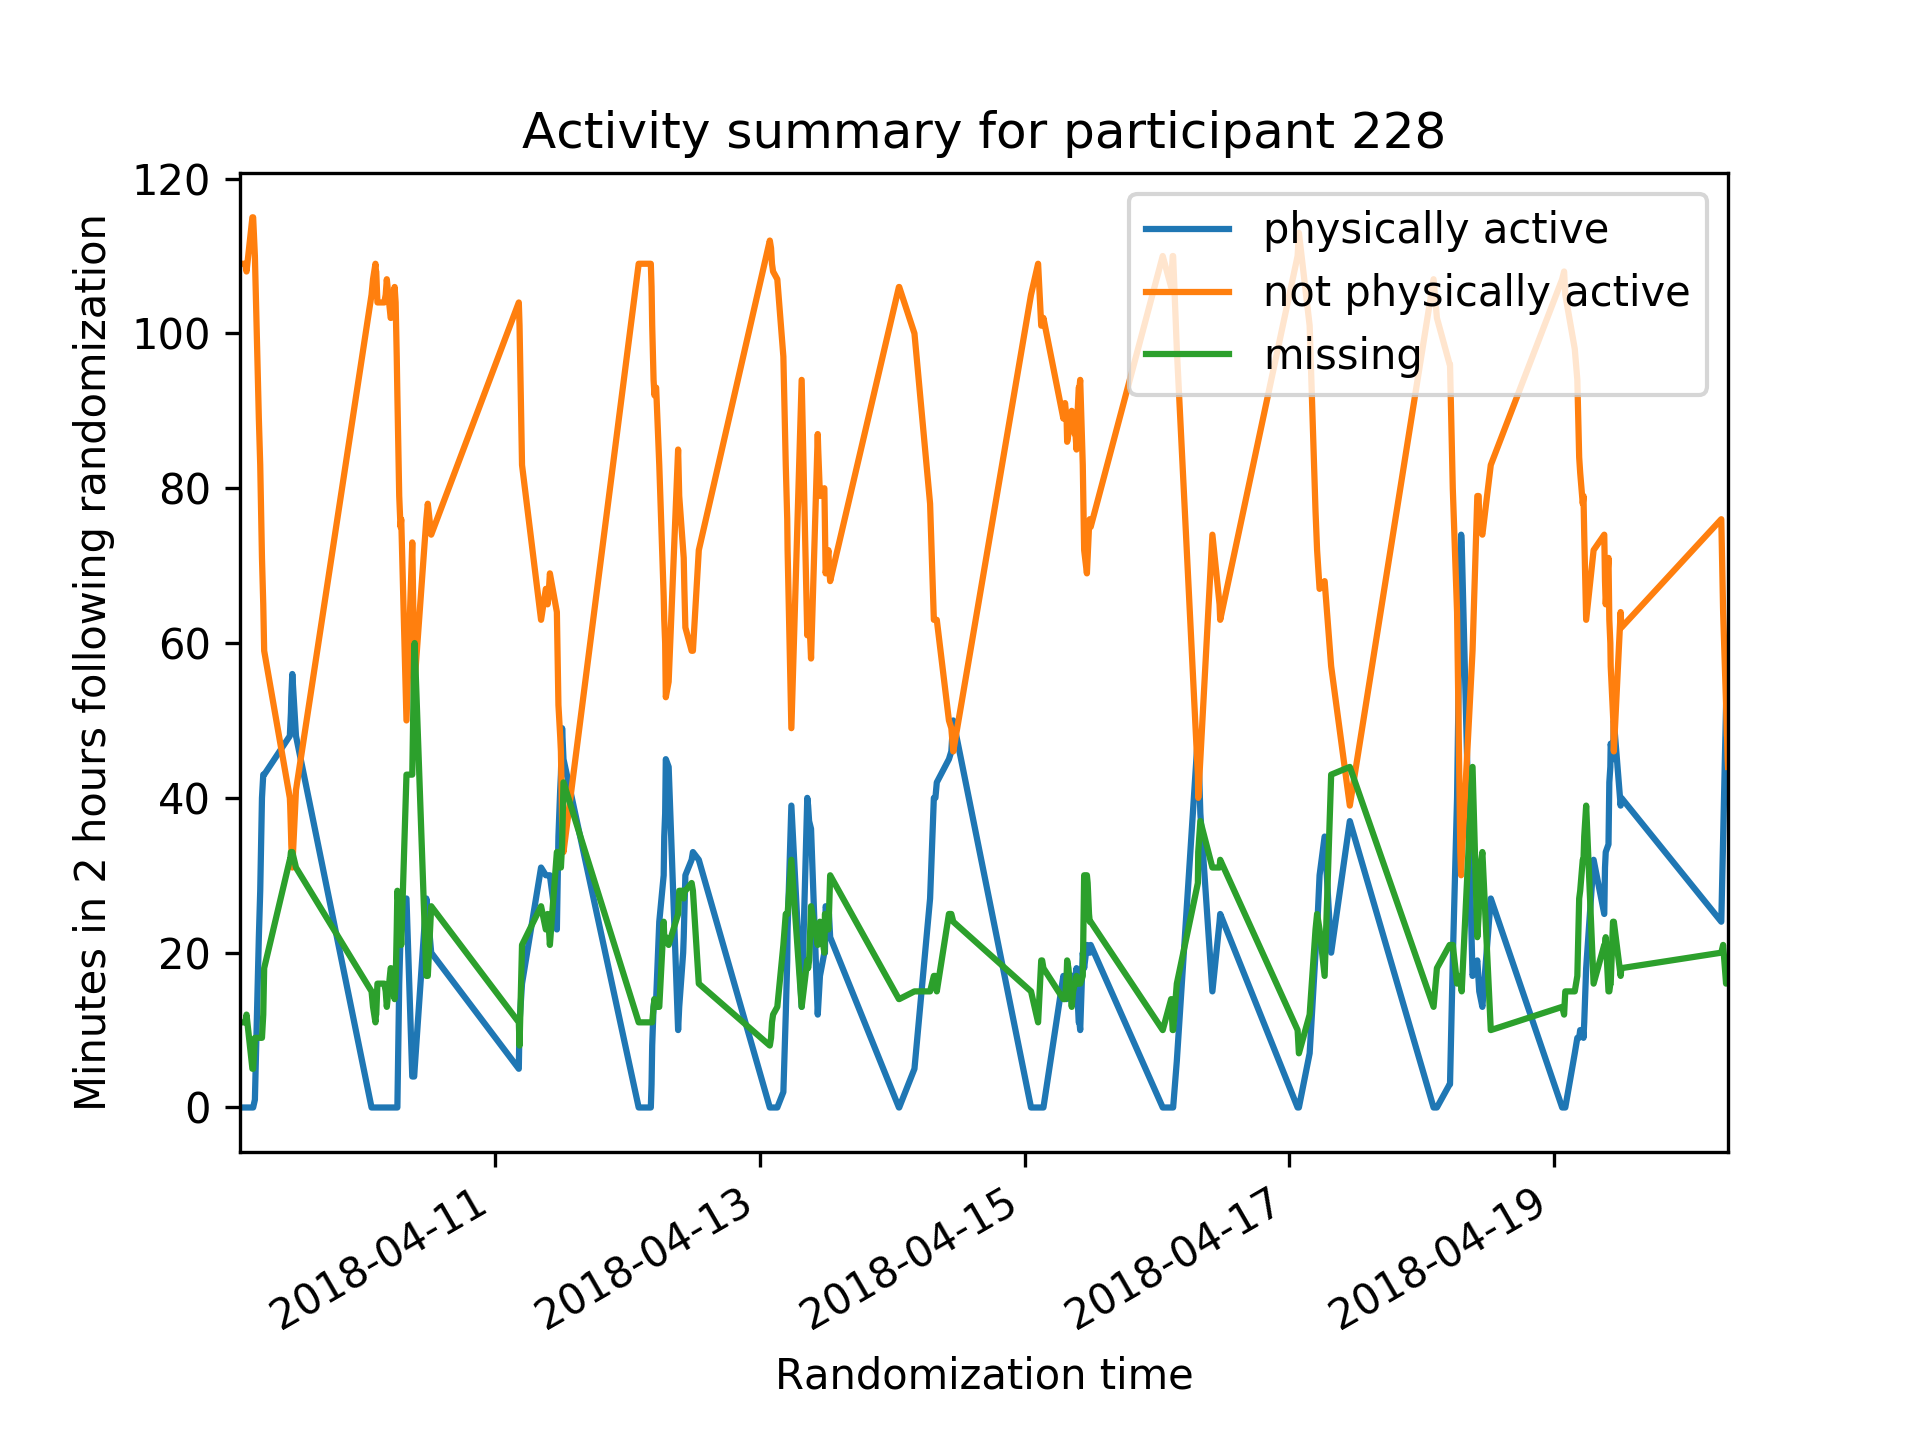 Activity summary for participant 228
physically active
not physically active
missing
Minutes in 2 hours following randomization
120
100
80
60
40
20
0
2018-04-11
2018-04-13
2018-04-15
2018-04-17
2018-04-19
Randomization time